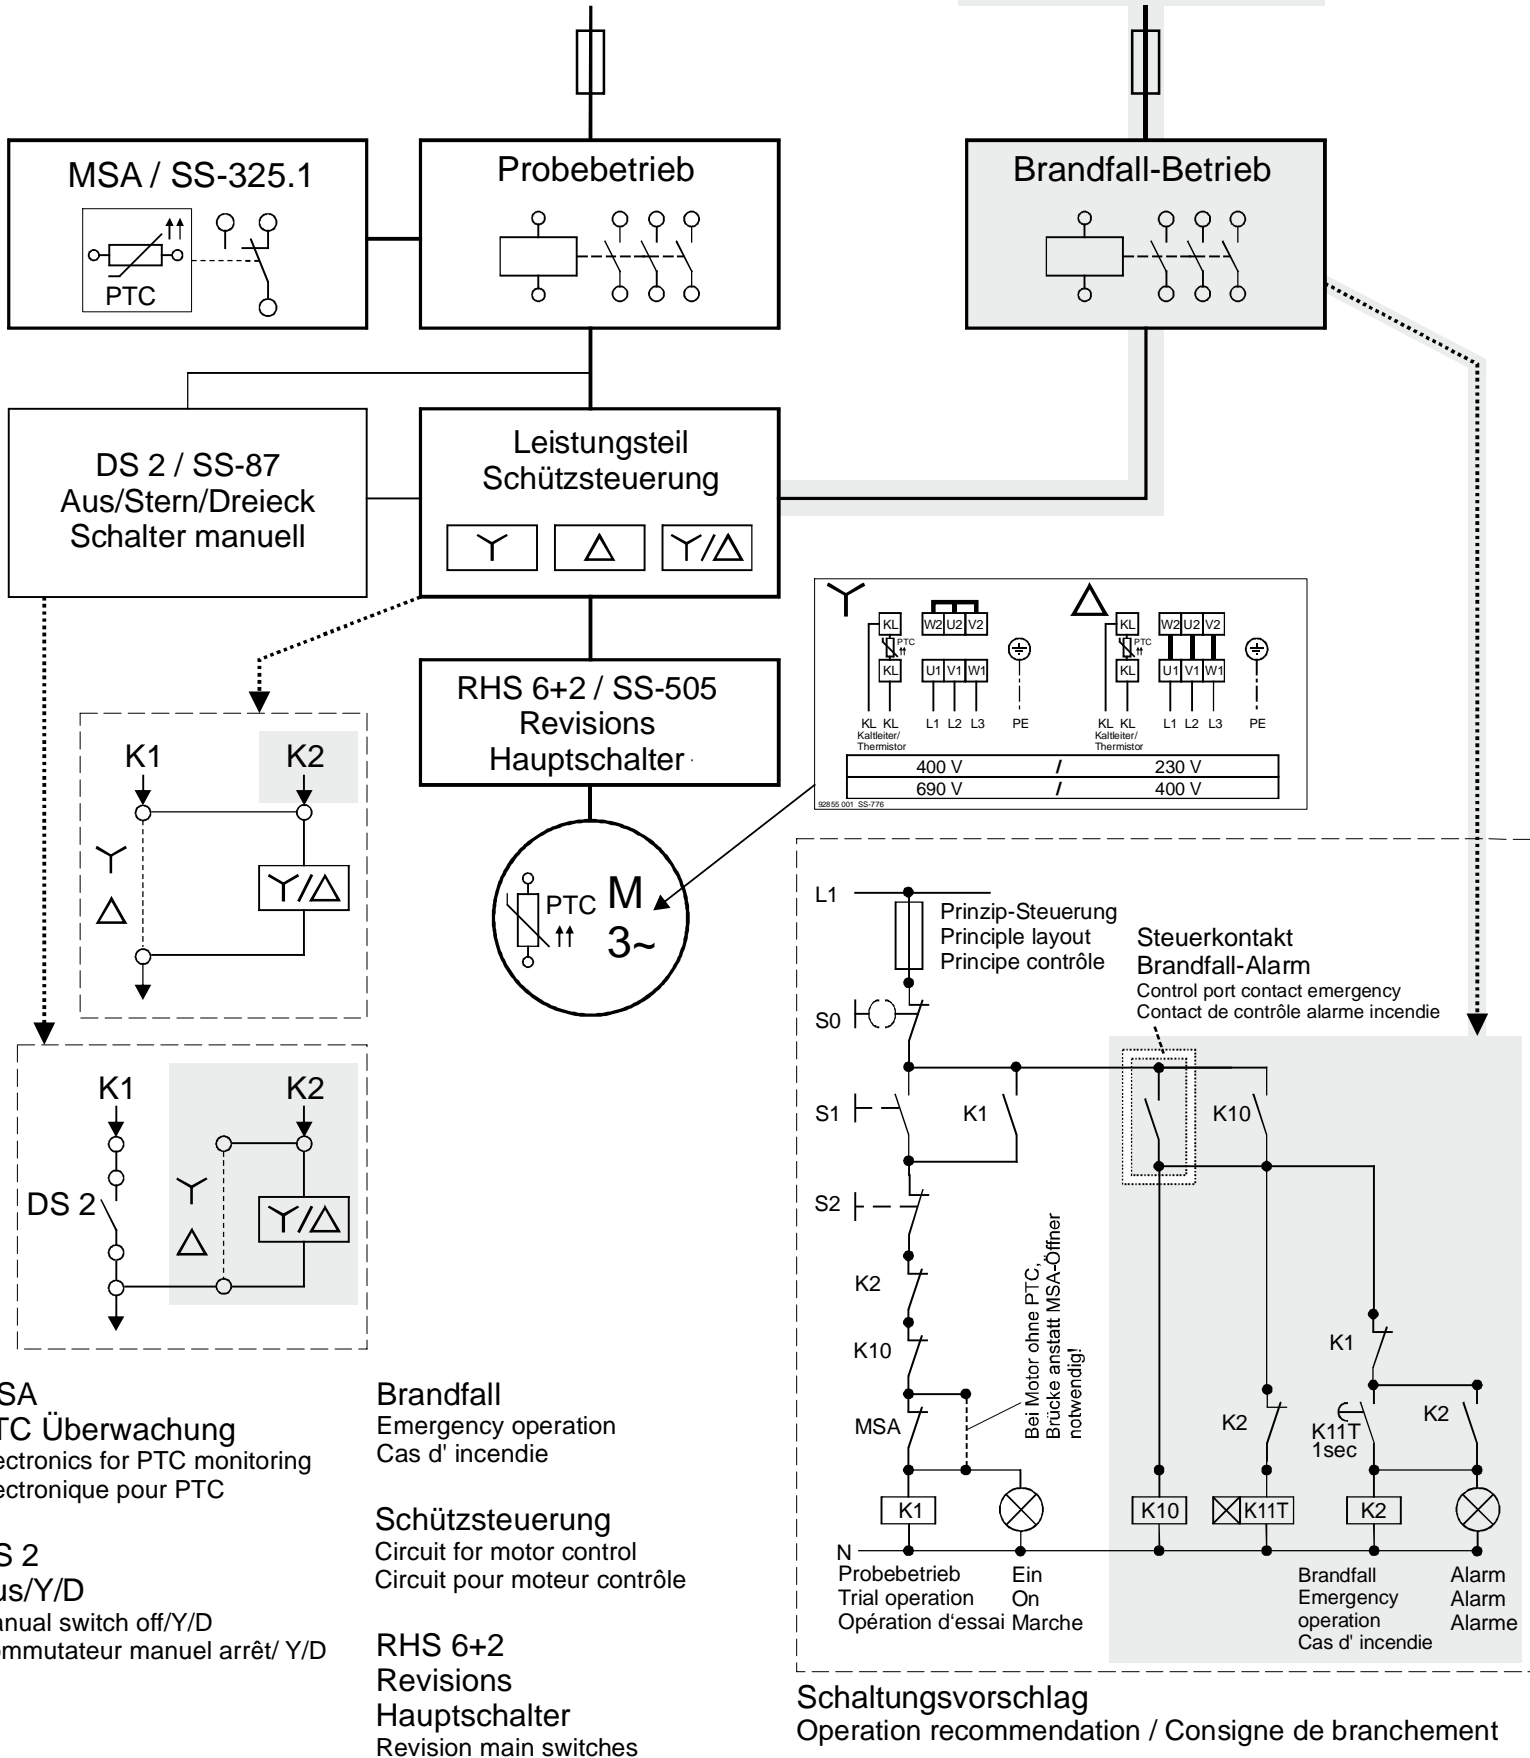 MSA / SS-325.1
PTC
Probebetrieb
Brandfall-Betrieb
DS 2 / SS-87
Aus/Stern/Dreieck
Schalter manuell
Leistungsteil
Schützsteuerung
RHS 6+2 / SS-505
Revisions
Hauptschalter
PTC
M
3~
KL
W2 U2 V2
PTC
KL
U1 V1 W1
KL KL
L1 L2 L3
PE
Kaltleiter/
Thermistor
KL
W2 U2 V2
PTC
KL
U1 V1 W1
KL KL
L1 L2 L3
PE
Kaltleiter/
Thermistor
400 V / 230 V
690 V / 400 V
92855 001 SS-776
K1
K2
Y/△
K1
K2
DS 2
Y/△
L1
Prinzip-Steuerung
Principle layout
Principe contrôle
Steuerkontakt
Brandfall-Alarm
Control port contact emergency
Contact de contrôle alarme incendie
S0
S1
K1
K10
S2
K2
K10
MSA
Bei Motor ohne PTC,
Brücke anstatt MSA-Öffner
notwendig!
K1
K2
K11T
1sec
K2
K1
K10
K11T
K2
N
Probebetrieb
Trial operation
Opération d‘essai
Ein
On
Marche
Brandfall
Emergency
operation
Cas d' incendie
Alarm
Alarm
Alarme
Schaltungsvorschlag
Operation recommendation / Consigne de branchement
SA
TC Überwachung
ectronics for PTC monitoring
ectronique pour PTC
S 2
us/Y/D
anual switch off/Y/D
ommutateur manuel arrêt/ Y/D
Brandfall
Emergency operation
Cas d' incendie
Schützsteuerung
Circuit for motor control
Circuit pour moteur contrôle
RHS 6+2
Revisions
Hauptschalter
Revision main switches